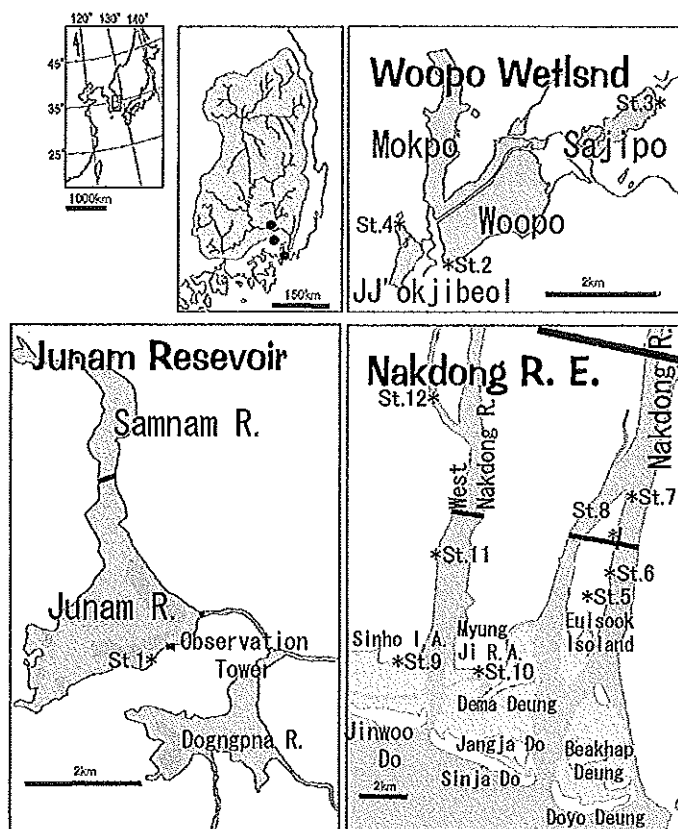 120° 130° 140°
45°
35°
25°
1000km
150km
Woopo Wetlsnd
Mokpo
St.3*
Sajipo
St.4*
Woopo
*St.2
JJ'okjibeol
2km
Junam Resevoir
Samnam R.
Junam R.
Observation
Tower
St.1*
Dogngpna R.
2km
Nakdong R. E.
St.12*
West
Nakdong R.
Nakdong R.
*St.7
St.8
*
*St.11
*St.6
*St.5
Eulsook
Isoland
Sinho I.A.
Myung
Ji R.A.
*St.9
*St.10
Dema Deung
Jinwoo
Do
Jangja Do
Sinja Do
Beakhap
Deung
2km
Doyo Deung